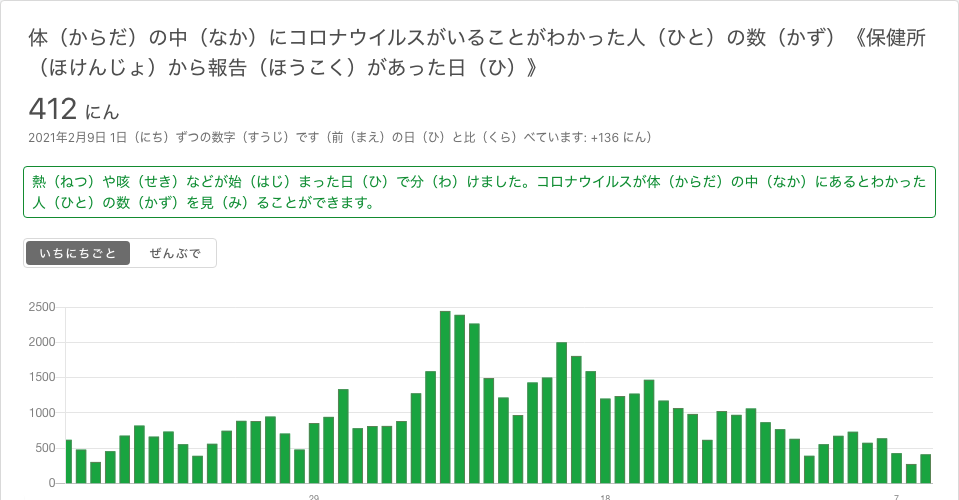 体（からだ）の中（なか）にコロナウイルスがいることがわかった人（ひと）の数（かず）《保健所
（ほけんじょ）から報告（ほうこく）があった日（ひ）》
412 にん
2021年2月9日 1日（にち）ずつの数字（すうじ）です（前（まえ）の日（ひ）と比（くら）べています: +136 にん）
熱（ねつ）や咳（せき）などが始（はじ）まった日（ひ）で分（わ）けました。コロナウイルスが体（からだ）の中（なか）にあるとわかった
人（ひと）の数（かず）を見（み）ることができます。
いちにちごと ぜんぶで
2500
2000
1500
1000
500
0
29 18 7